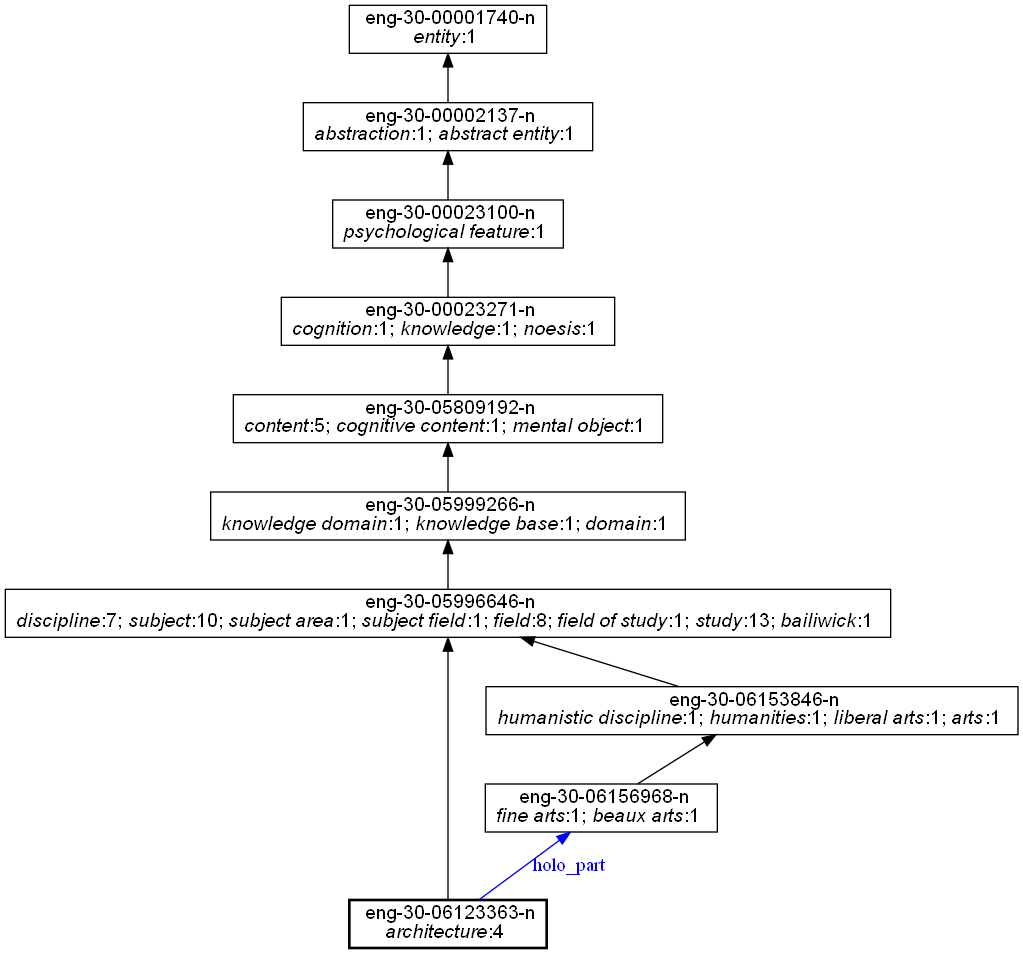 eng-30-00001740-n
entity:1
eng-30-00002137-n
abstraction:1; abstract entity:1
eng-30-00023100-n
psychological feature:1
eng-30-00023271-n
cognition:1; knowledge:1; noesis:1
eng-30-05809192-n
content:5; cognitive content:1; mental object:1
eng-30-05999266-n
knowledge domain:1; knowledge base:1; domain:1
eng-30-05996646-n
discipline:7; subject:10; subject area:1; subject field:1; field:8; field of study:1; study:13; bailiwick:1
eng-30-06153846-n
humanistic discipline:1; humanities:1; liberal arts:1; arts:1
eng-30-06156968-n
fine arts:1; beaux arts:1
holo_part
eng-30-06123363-n
architecture:4